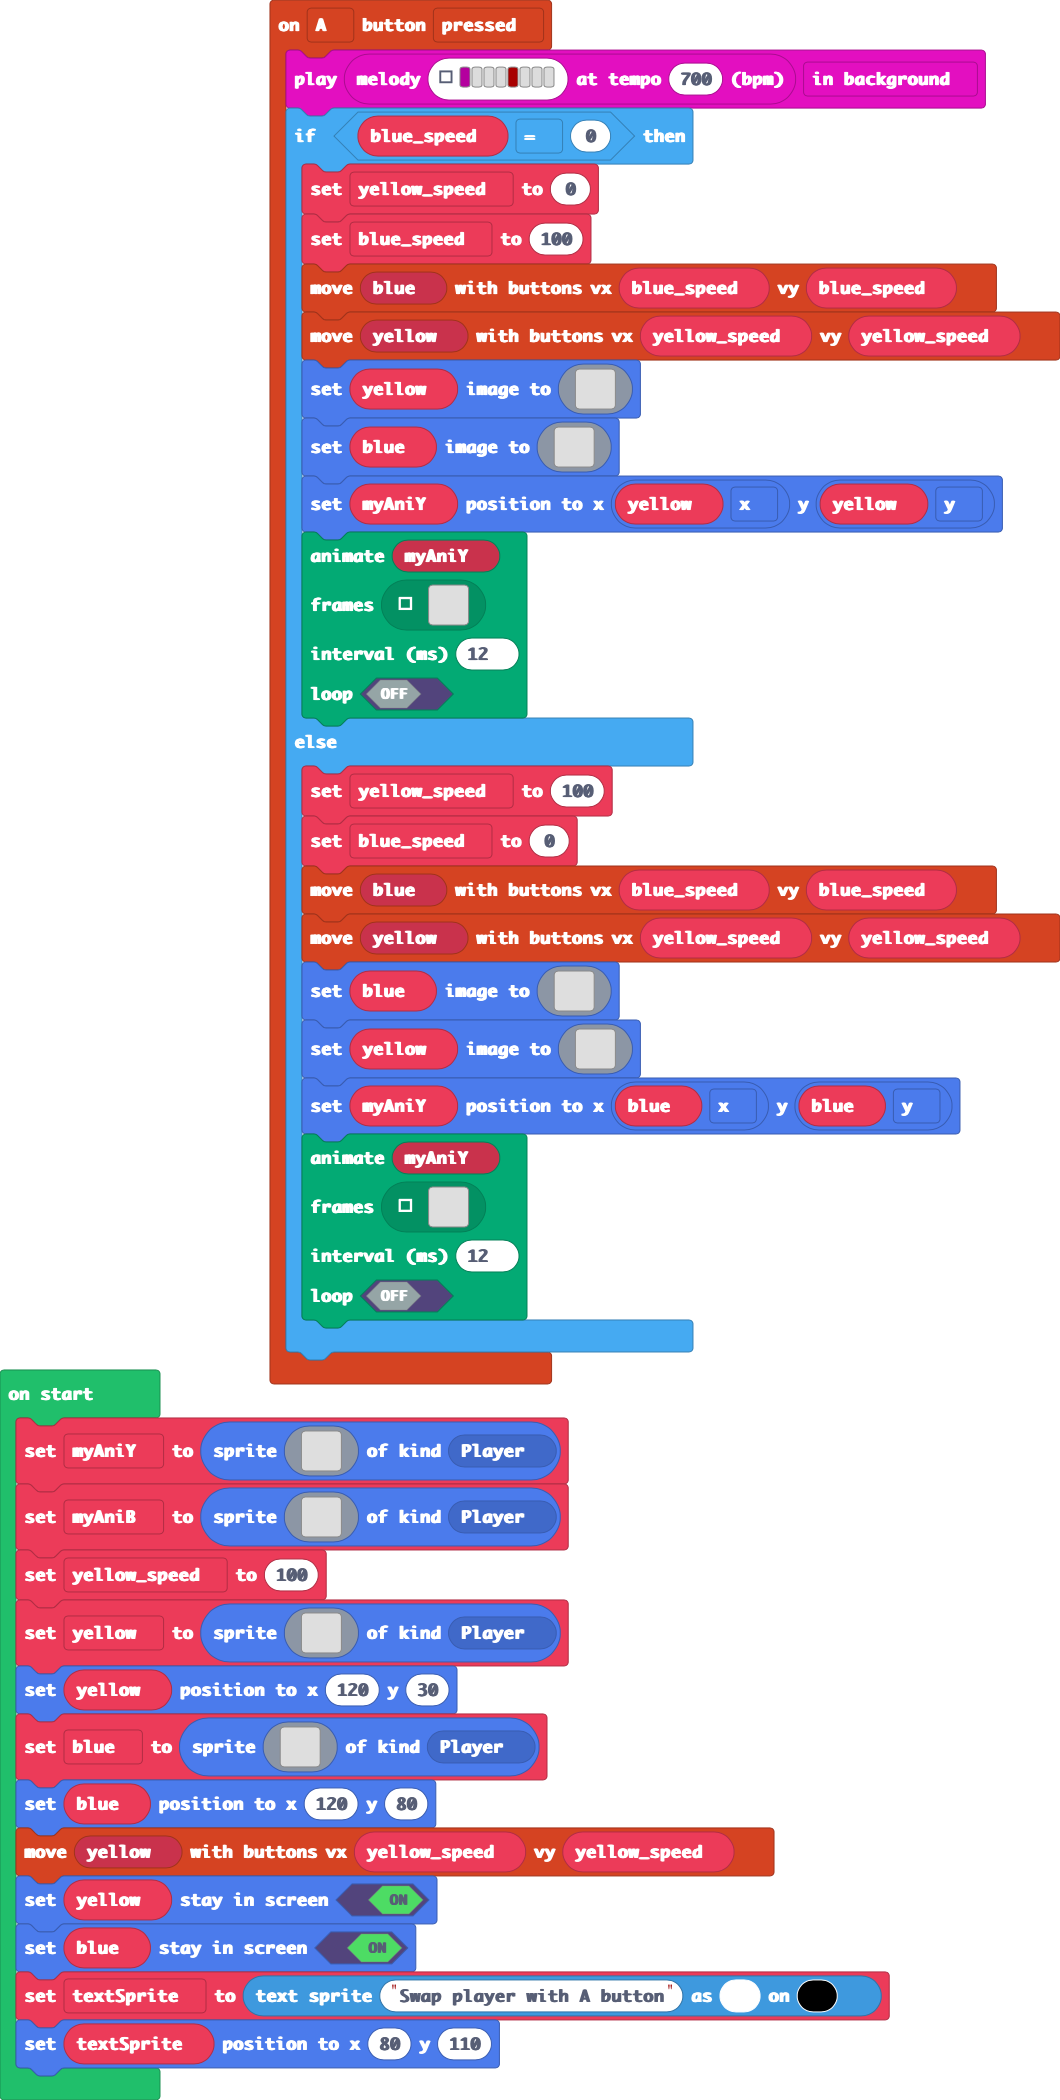 on A button pressed
play melody at tempo 700 (bpm) in background
if blue_speed = 0 then
set yellow_speed to 0
set blue_speed to 100
move blue with buttons vx blue_speed vy blue_speed
move yellow with buttons vx yellow_speed vy yellow_speed
set yellow image to
set blue image to
set myAniY position to x yellow x y yellow y
animate myAniY
frames
interval (ms) 12
loop OFF
else
set yellow_speed to 100
set blue_speed to 0
move blue with buttons vx blue_speed vy blue_speed
move yellow with buttons vx yellow_speed vy yellow_speed
set blue image to
set yellow image to
set myAniY position to x blue x y blue y
animate myAniY
frames
interval (ms) 12
loop OFF
on start
set myAniY to sprite of kind Player
set myAniB to sprite of kind Player
set yellow_speed to 100
set yellow to sprite of kind Player
set yellow position to x 120 y 30
set blue to sprite of kind Player
set blue position to x 120 y 80
move yellow with buttons vx yellow_speed vy yellow_speed
set yellow stay in screen ON
set blue stay in screen ON
set textSprite to text sprite "Swap player with A button" as on
set textSprite position to x 80 y 110